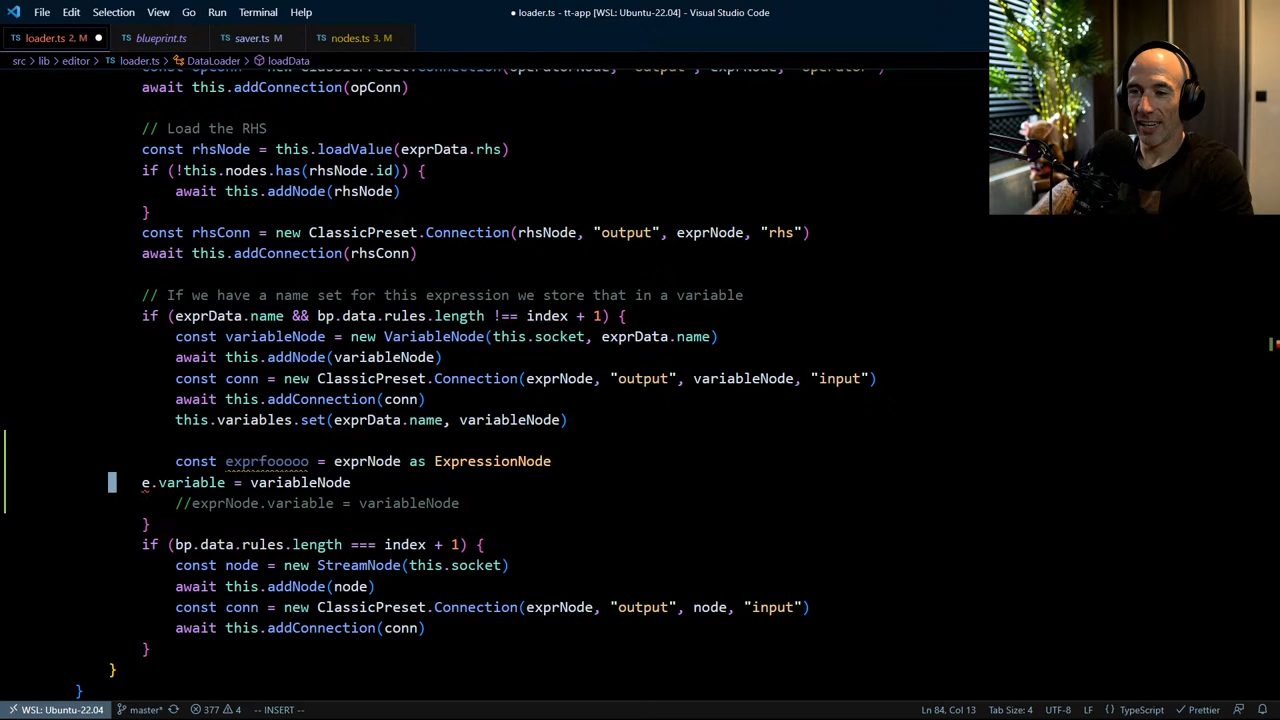 File Edit Selection View Go Run Terminal Help
● loader.ts - tt-app [WSL: Ubuntu-22.04] - Visual Studio Code
TS loader.ts 2, M ● TS blueprint.ts TS saver.ts M TS nodes.ts 3, M
src > lib > editor > TS loader.ts > DataLoader > loadData
await this.addConnection(opConn)
// Load the RHS
const rhsNode = this.loadValue(exprData.rhs)
if (!this.nodes.has(rhsNode.id)) {
await this.addNode(rhsNode)
}
const rhsConn = new ClassicPreset.Connection(rhsNode, "output", exprNode, "rhs")
await this.addConnection(rhsConn)
// If we have a name set for this expression we store that in a variable
if (exprData.name && bp.data.rules.length !== index + 1) {
const variableNode = new VariableNode(this.socket, exprData.name)
await this.addNode(variableNode)
const conn = new ClassicPreset.Connection(exprNode, "output", variableNode, "input")
await this.addConnection(conn)
this.variables.set(exprData.name, variableNode)
const exprfooooo = exprNode as ExpressionNode
e.variable = variableNode
//exprNode.variable = variableNode
}
if (bp.data.rules.length === index + 1) {
const node = new StreamNode(this.socket)
await this.addNode(node)
const conn = new ClassicPreset.Connection(exprNode, "output", node, "input")
await this.addConnection(conn)
}
}
}
WSL: Ubuntu-22.04 master* 377 4 -- INSERT -- Ln 84, Col 13 Tab Size: 4 UTF-8 LF {} TypeScript Prettier